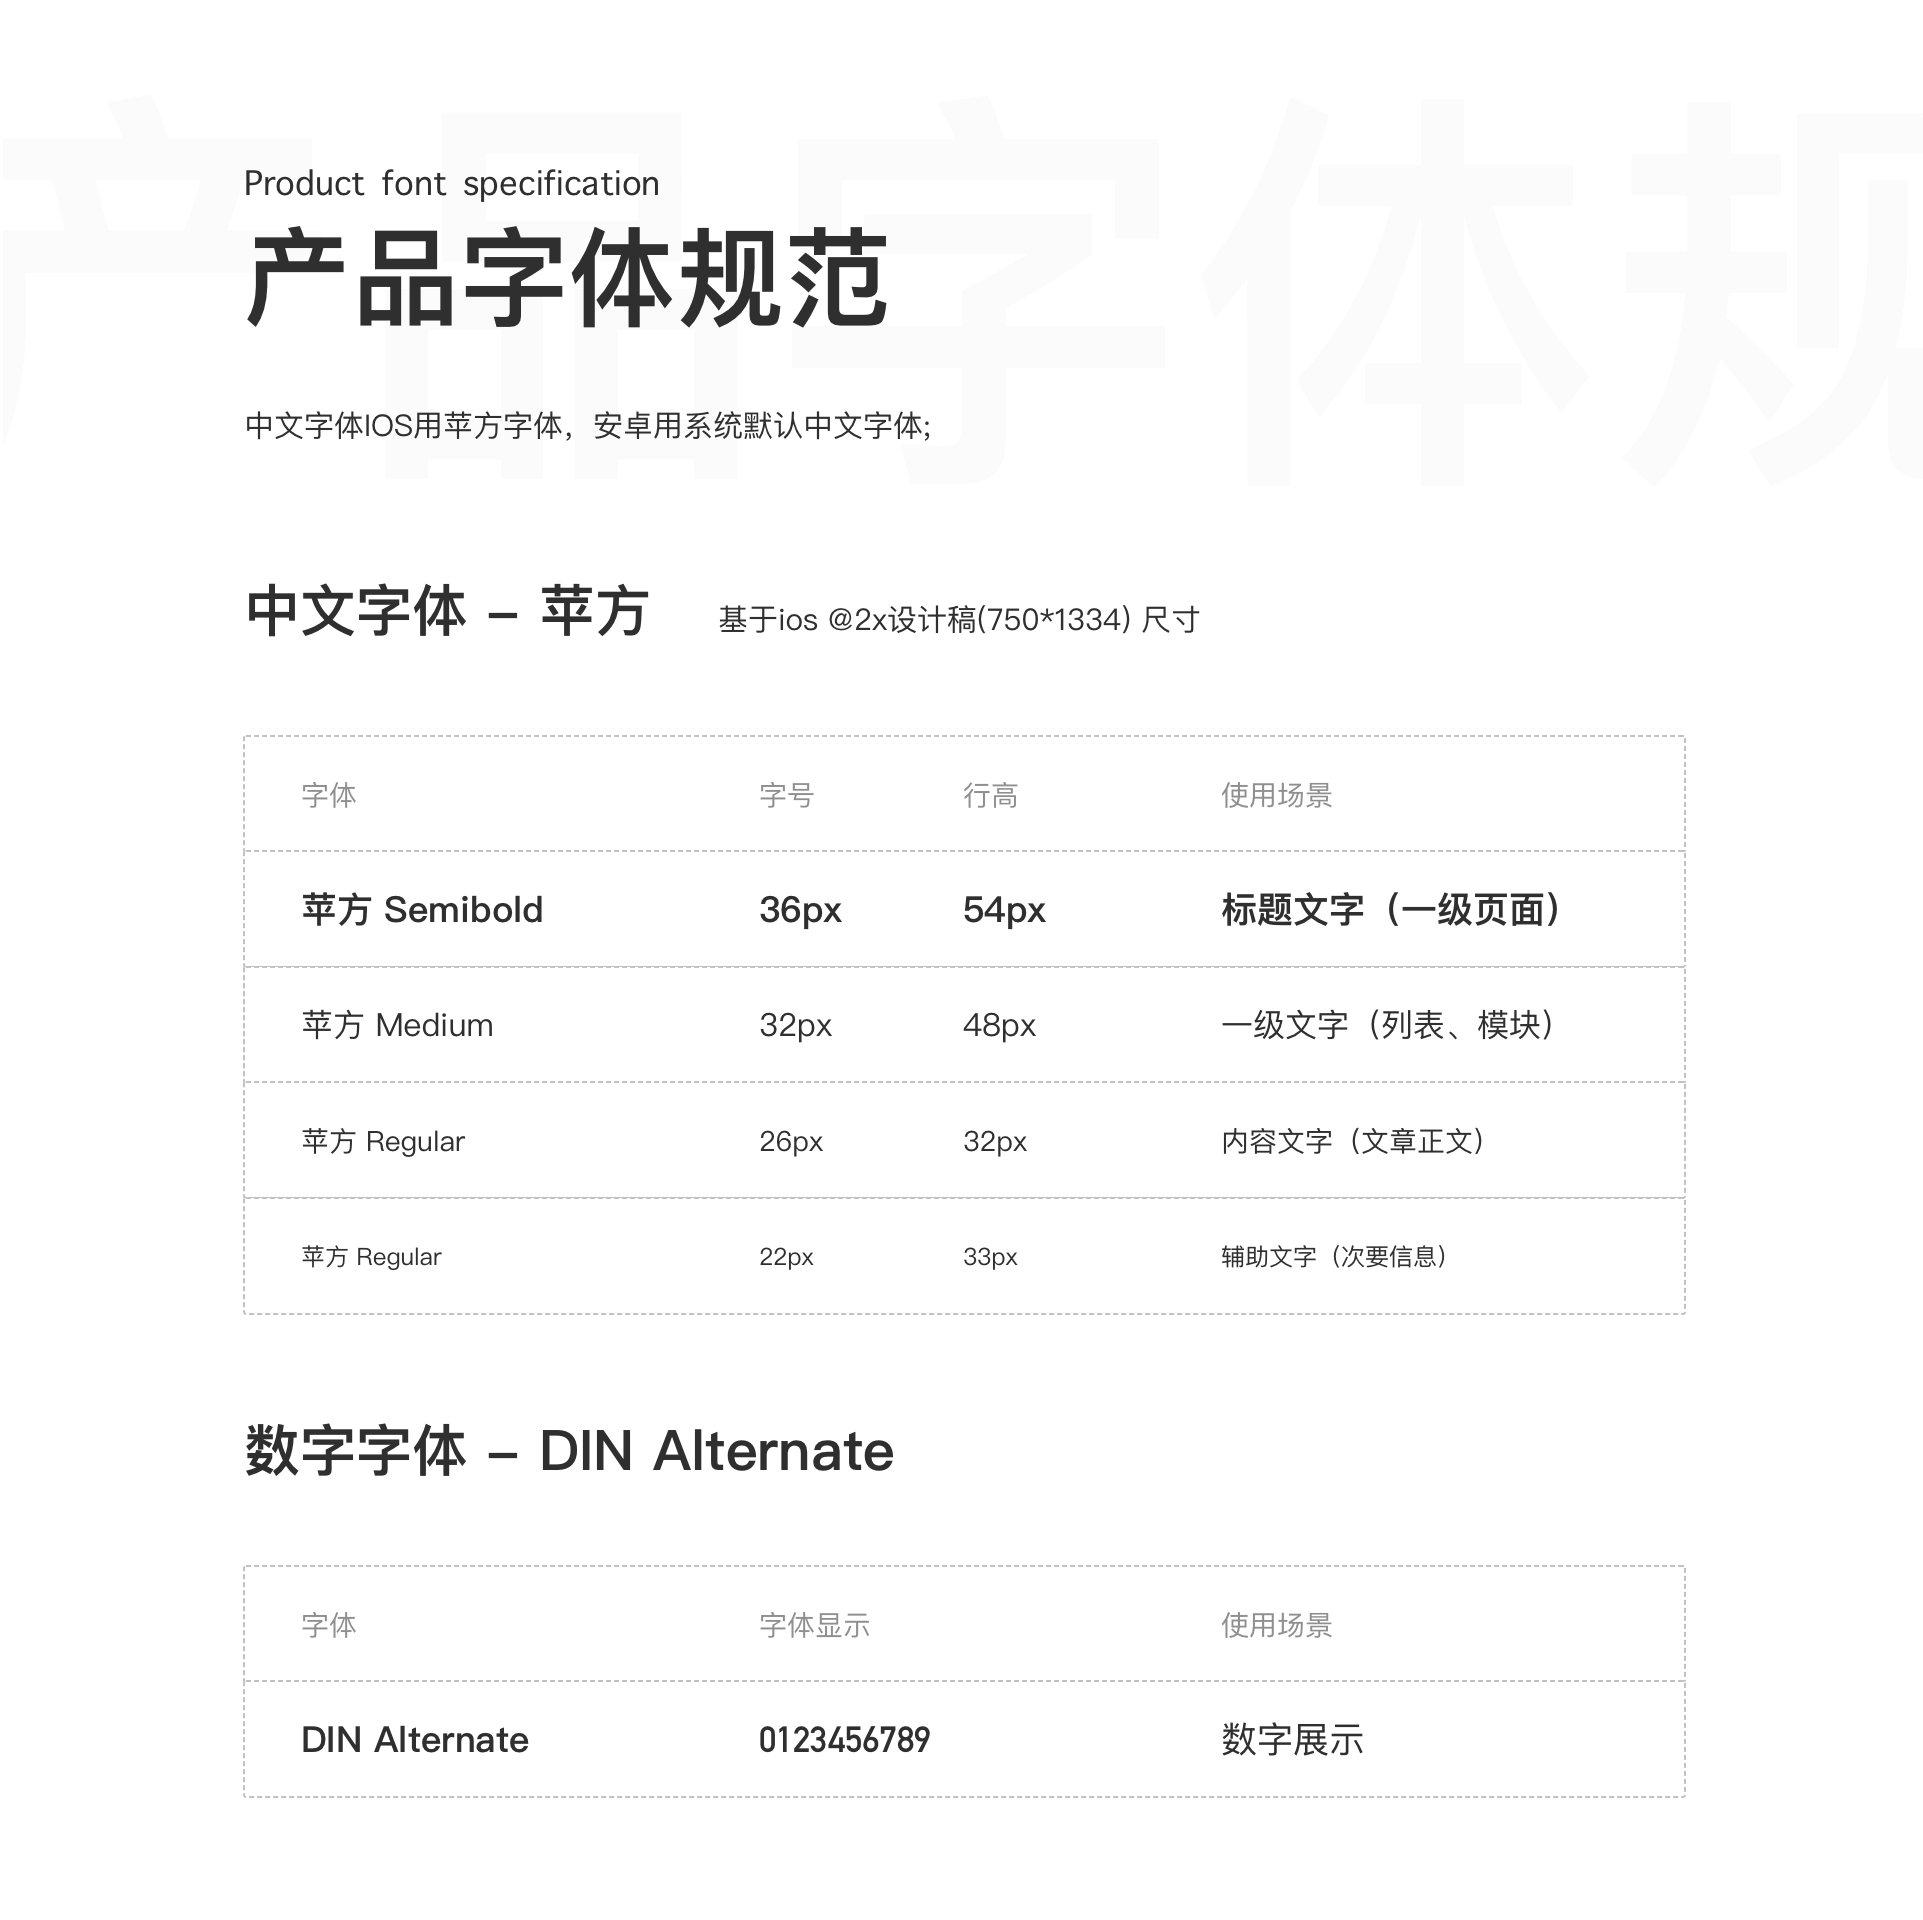 产品字体规
Product font specification
产品字体规范
中文字体IOS用苹方字体，安卓用系统默认中文字体;
中文字体 – 苹方 基于ios @2x设计稿(750*1334) 尺寸
字体 字号 行高 使用场景
苹方 Semibold 36px 54px 标题文字（一级页面）
苹方 Medium 32px 48px 一级文字（列表、模块）
苹方 Regular 26px 32px 内容文字（文章正文）
苹方 Regular 22px 33px 辅助文字（次要信息）
数字字体 – DIN Alternate
字体 字体显示 使用场景
DIN Alternate 0123456789 数字展示